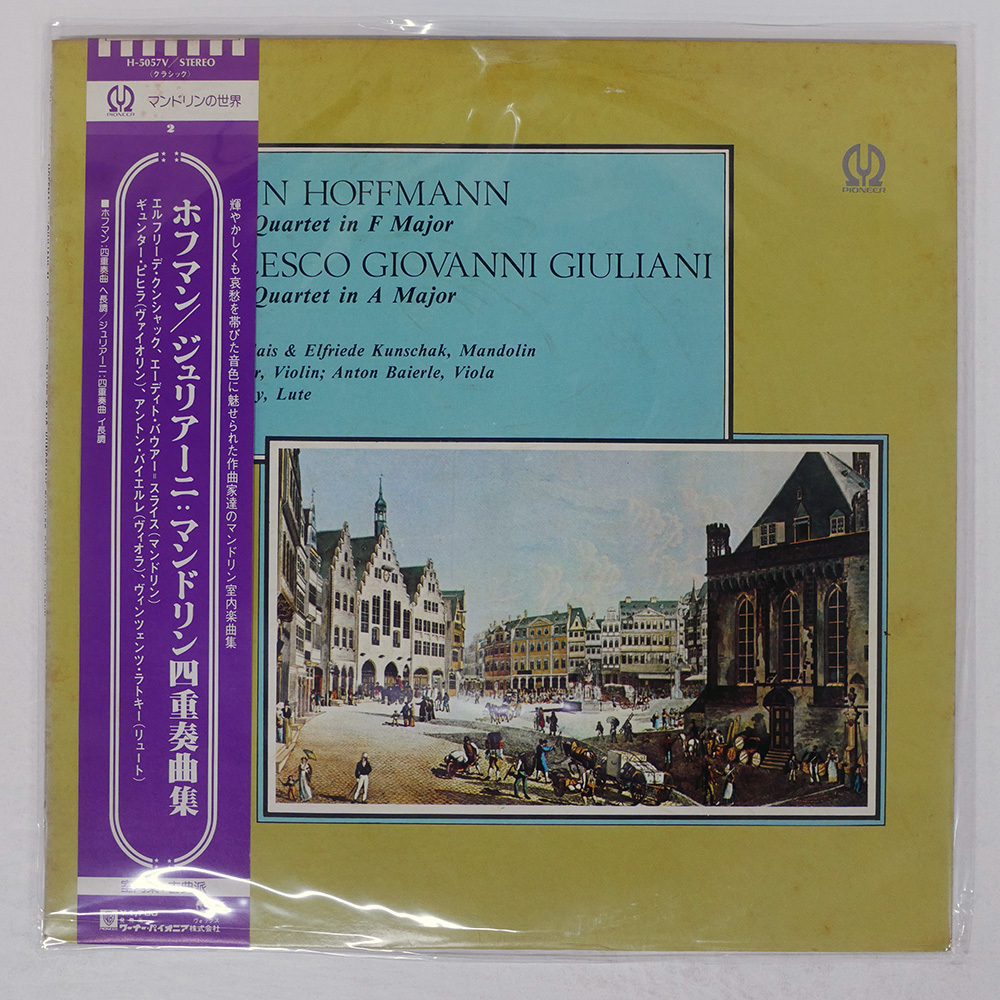 H-5057V/STEREO
(クラシック)
PIONEER
マンドリンの世界
2
輝やかしくも哀愁を帯びた音色に魅せられた作曲家達のマンドリン室内楽曲集
ホフマン/ジュリアーニ:マンドリン四重奏曲集
エルフリーデ・クンシャック、エーディト・バウアー=スライス(マンドリン)
ギュンター・ピヒラ(ヴァイオリン)、アントン・バイエルレ(ヴィオラ)、ヴィンツェンツ・ラトキー(リュート)
■ホフマン:四重奏曲 ヘ長調/ジュリアーニ:四重奏曲 イ長調
ワーナー・パイオニア株式会社
PIONEER
N HOFFMANN
Quartet in F Major
ESCO GIOVANNI GIULIANI
Quartet in A Major
lais & Elfriede Kunschak, Mandolin
r, Violin; Anton Baierle, Viola
y, Lute